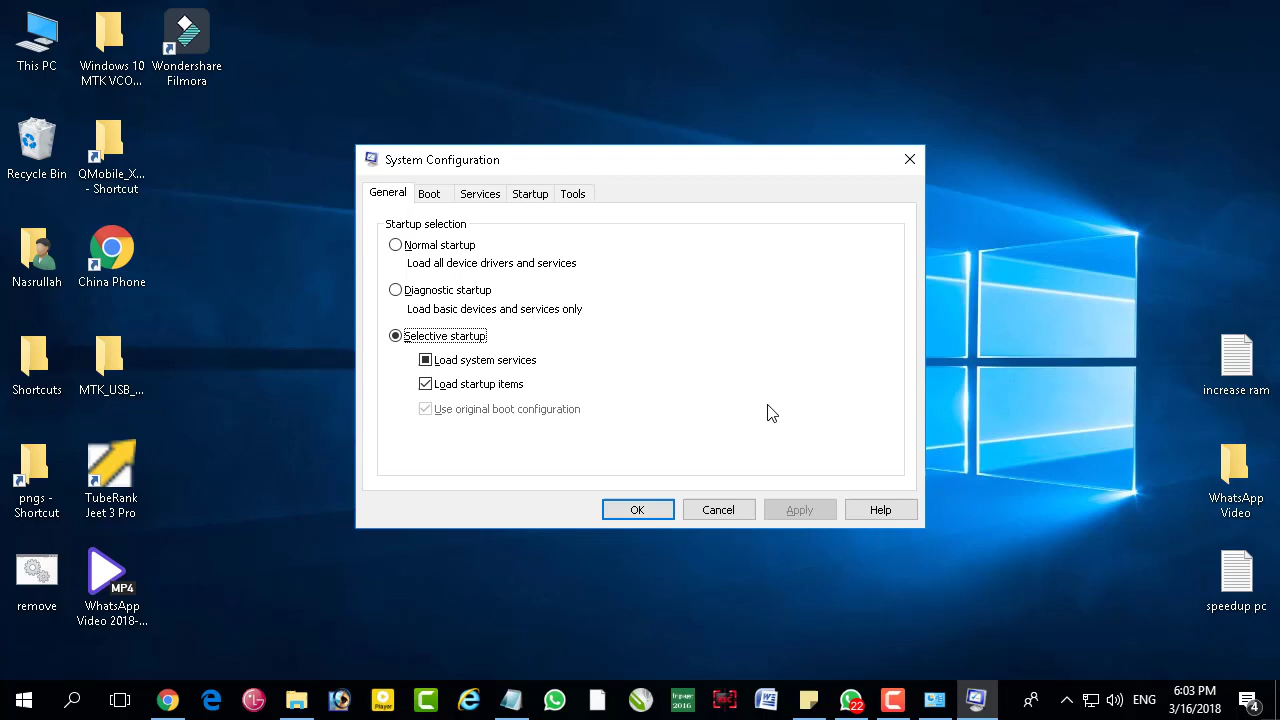 This PC
Windows 10
MTK VCO...
Wondershare
Filmora
Recycle Bin
QMobile_X...
- Shortcut
Nasrullah
China Phone
Shortcuts
MTK_USB_...
pngs -
Shortcut
TubeRank
Jeet 3 Pro
remove
MP4
WhatsApp
Video 2018-...
System Configuration
General
Boot
Services
Startup
Tools
Startup selection
Normal startup
Load all device drivers and services
Diagnostic startup
Load basic devices and services only
Selective startup
Load system services
Load startup items
Use original boot configuration
OK
Cancel
Apply
Help
increase ram
WhatsApp
Video
speedup pc
Player
Inpage
2016
REC
22
ENG
6:03 PM
3/16/2018
4